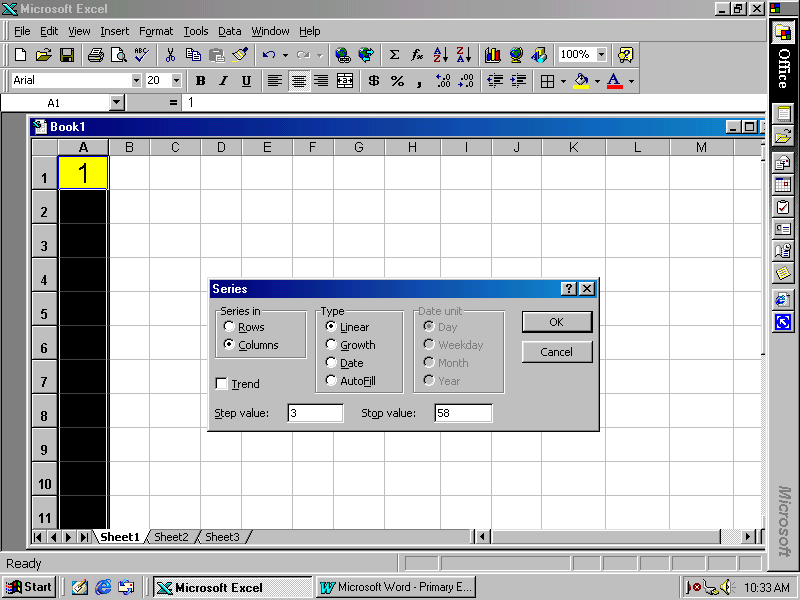 Microsoft Excel
File Edit View Insert Format Tools Data Window Help
100%
Arial 20 B I U $ % ,
A1 = 1
Office
Book1
A B C D E F G H I J K L M
1 1
2
3
4
5
6
7
8
9
10
11
Series
Series in
Rows
Columns
Trend
Type
Linear
Growth
Date
AutoFill
Date unit
Day
Weekday
Month
Year
OK
Cancel
Step value: 3 Stop value: 58
Sheet1 Sheet2 Sheet3
Microsoft
Ready
Start Microsoft Excel Microsoft Word - Primary E... 10:33 AM